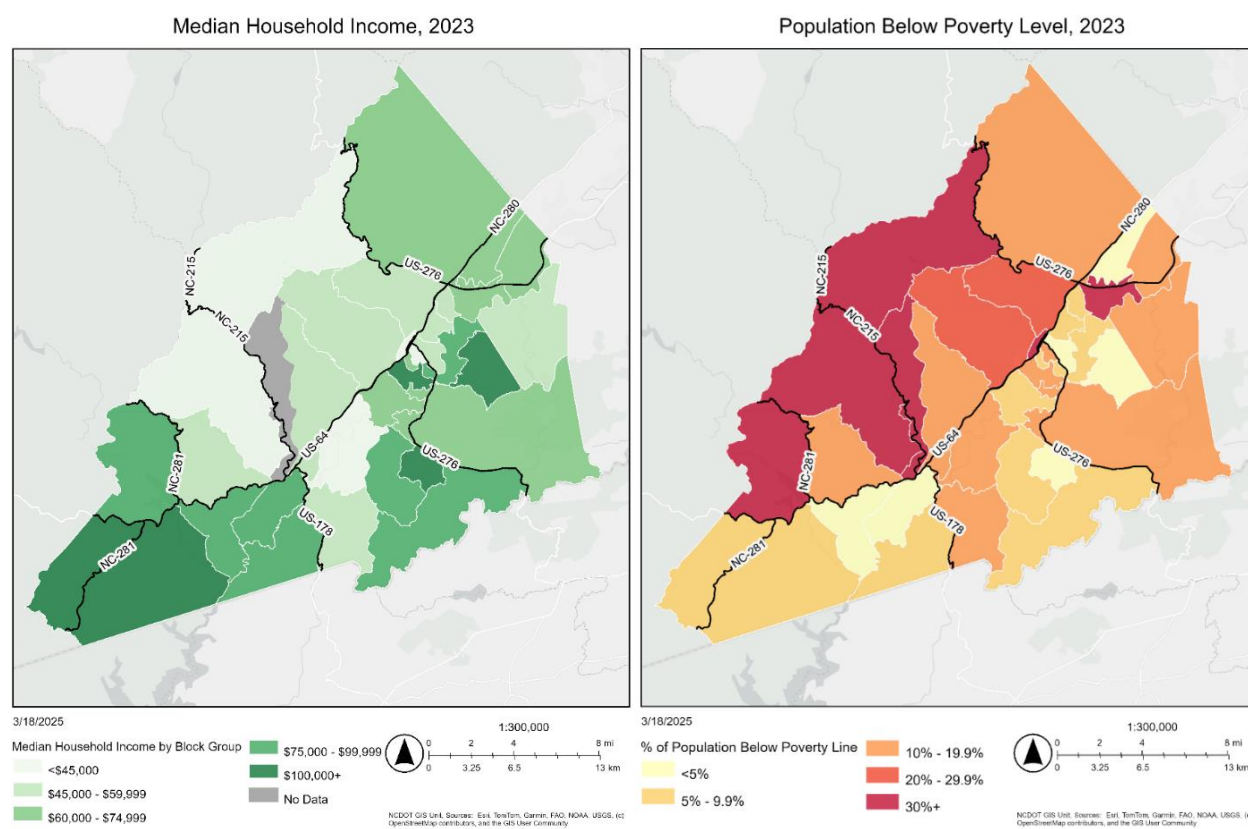 Median Household Income, 2023
NC-280
US-276
NC-215
NC-215
US-64
US-276
NC-281
US-178
NC-281
3/18/2025
1:300,000
Median Household Income by Block Group
<$45,000
$45,000 - $59,999
$60,000 - $74,999
$75,000 - $99,999
$100,000+
No Data
0 2 4 8 mi
0 3.25 6.5 13 km
NCDOT GIS Unit, Sources: Esri, TomTom, Garmin, FAO, NOAA, USGS, (c)
OpenStreetMap contributors, and the GIS User Community
Population Below Poverty Level, 2023
NC-280
US-276
NC-215
NC-215
US-64
US-276
NC-281
US-178
NC-281
3/18/2025
1:300,000
% of Population Below Poverty Line
<5%
5% - 9.9%
10% - 19.9%
20% - 29.9%
30%+
0 2 4 8 mi
0 3.25 6.5 13 km
NCDOT GIS Unit, Sources: Esri, TomTom, Garmin, FAO, NOAA, USGS, (c)
OpenStreetMap contributors, and the GIS User Community